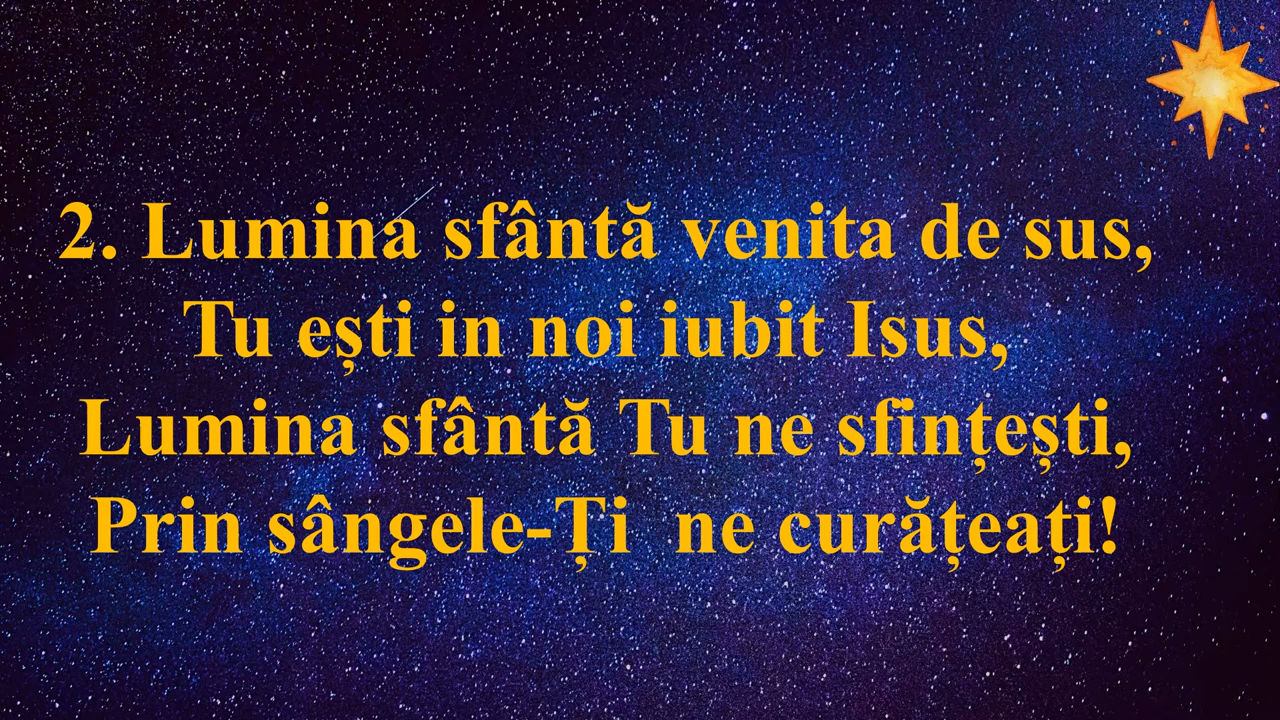 2. Lumina sfântă venita de sus,
Tu ești in noi iubit Isus,
Lumina sfântă Tu ne sfințești,
Prin sângele-Ți  ne curățeați!